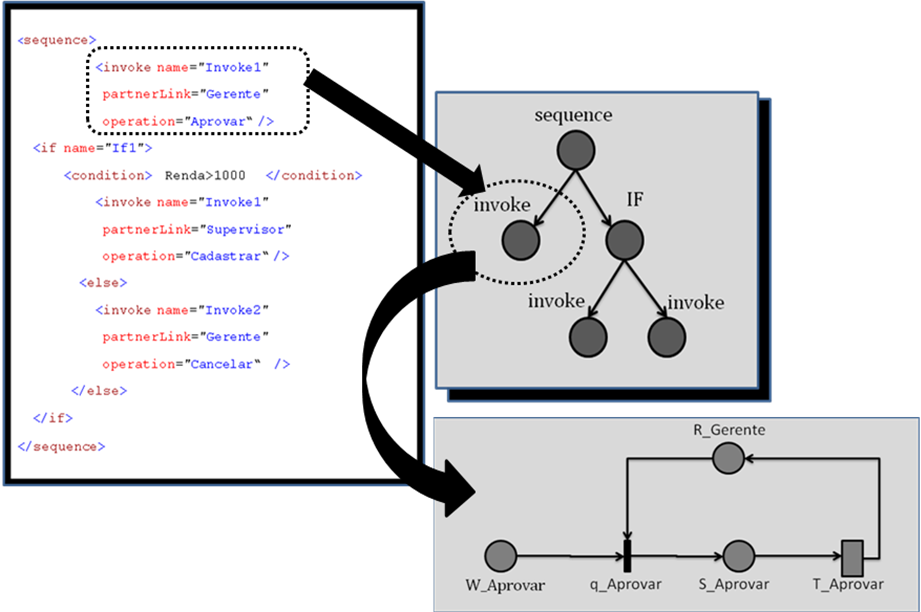 <sequence>
<invoke name="Invoke1"
partnerLink="Gerente"
operation="Aprovar“ />
<if name="If1">
<condition> Renda>1000 </condition>
<invoke name="Invoke1"
partnerLink="Supervisor"
operation="Cadastrar“ />
<else>
<invoke name="Invoke2"
partnerLink="Gerente"
operation="Cancelar“ />
</else>
</if>
</sequence>
sequence
invoke
IF
invoke
invoke
R_Gerente
W_Aprovar
q_Aprovar
S_Aprovar
T_Aprovar